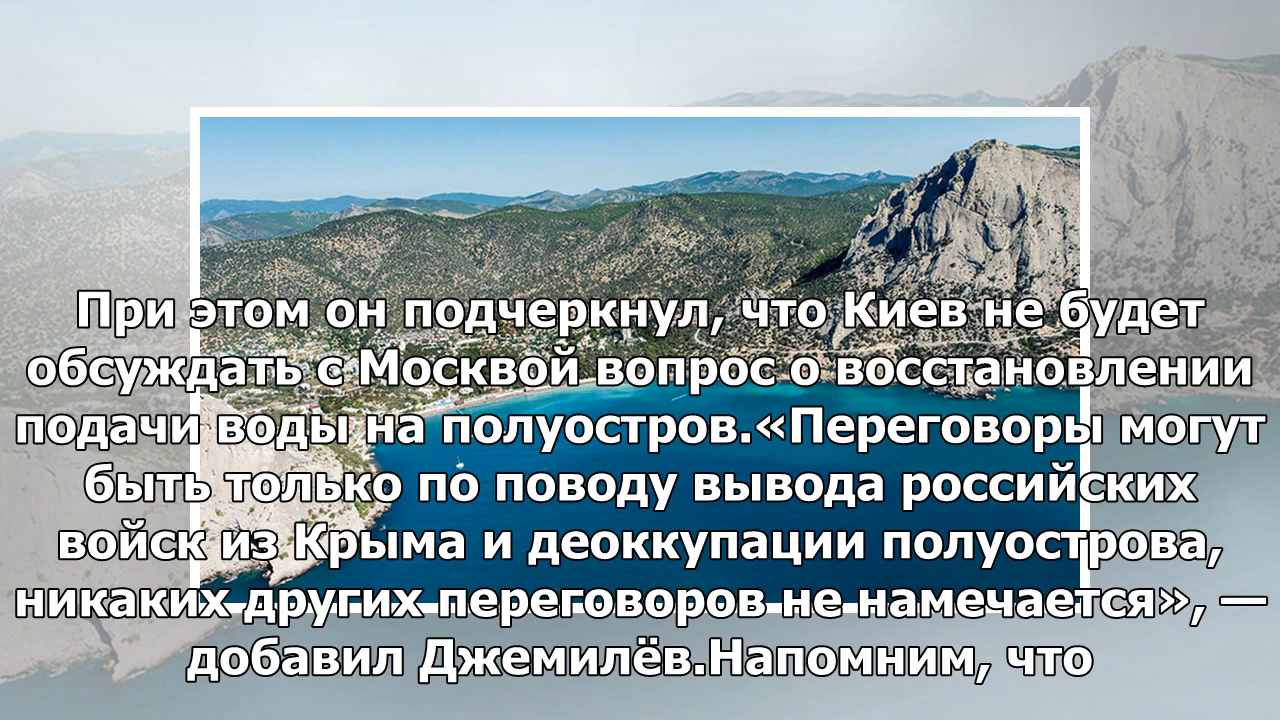 При этом он подчеркнул, что Киев не будет
обсуждать с Москвой вопрос о восстановлении
подачи воды на полуостров.«Переговоры могут
быть только по поводу вывода российских
войск из Крыма и деоккупации полуострова,
никаких других переговоров не намечается», —
добавил Джемилёв.Напомним, что